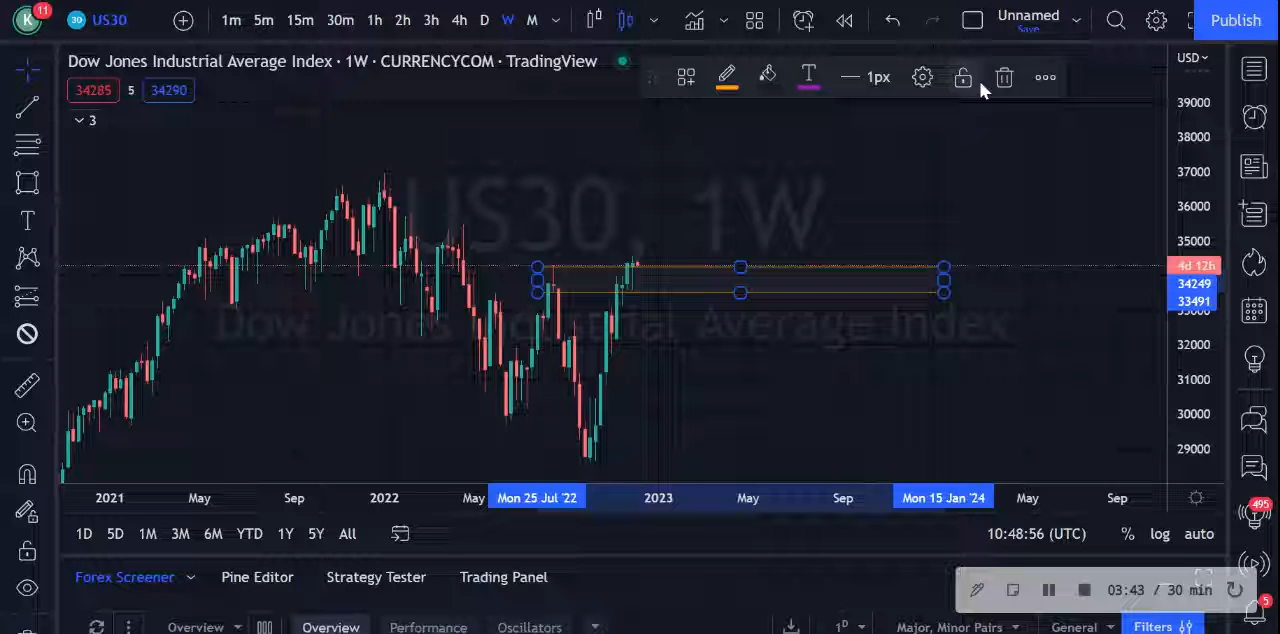 K 11 30 US30 1m 5m 15m 30m 1h 2h 3h 4h D W M Unnamed Save Publish
Dow Jones Industrial Average Index · 1W · CURRENCYCOM · TradingView
USD
34285 5 34290
T 1px
3
39000
38000
37000
36000
35000
4d 12h
34249
33491
33000
32000
31000
30000
29000
US30, 1W
Dow Jones Industrial Average Index
2021 May Sep 2022 May Mon 25 Jul '22 2023 May Sep Mon 15 Jan '24 May Sep
1D 5D 1M 3M 6M YTD 1Y 5Y All 10:48:56 (UTC) % log auto
495
Forex Screener Pine Editor Strategy Tester Trading Panel
03:43 / 30 min
5
Overview Overview Performance Oscillators 1D Major, Minor Pairs General Filters